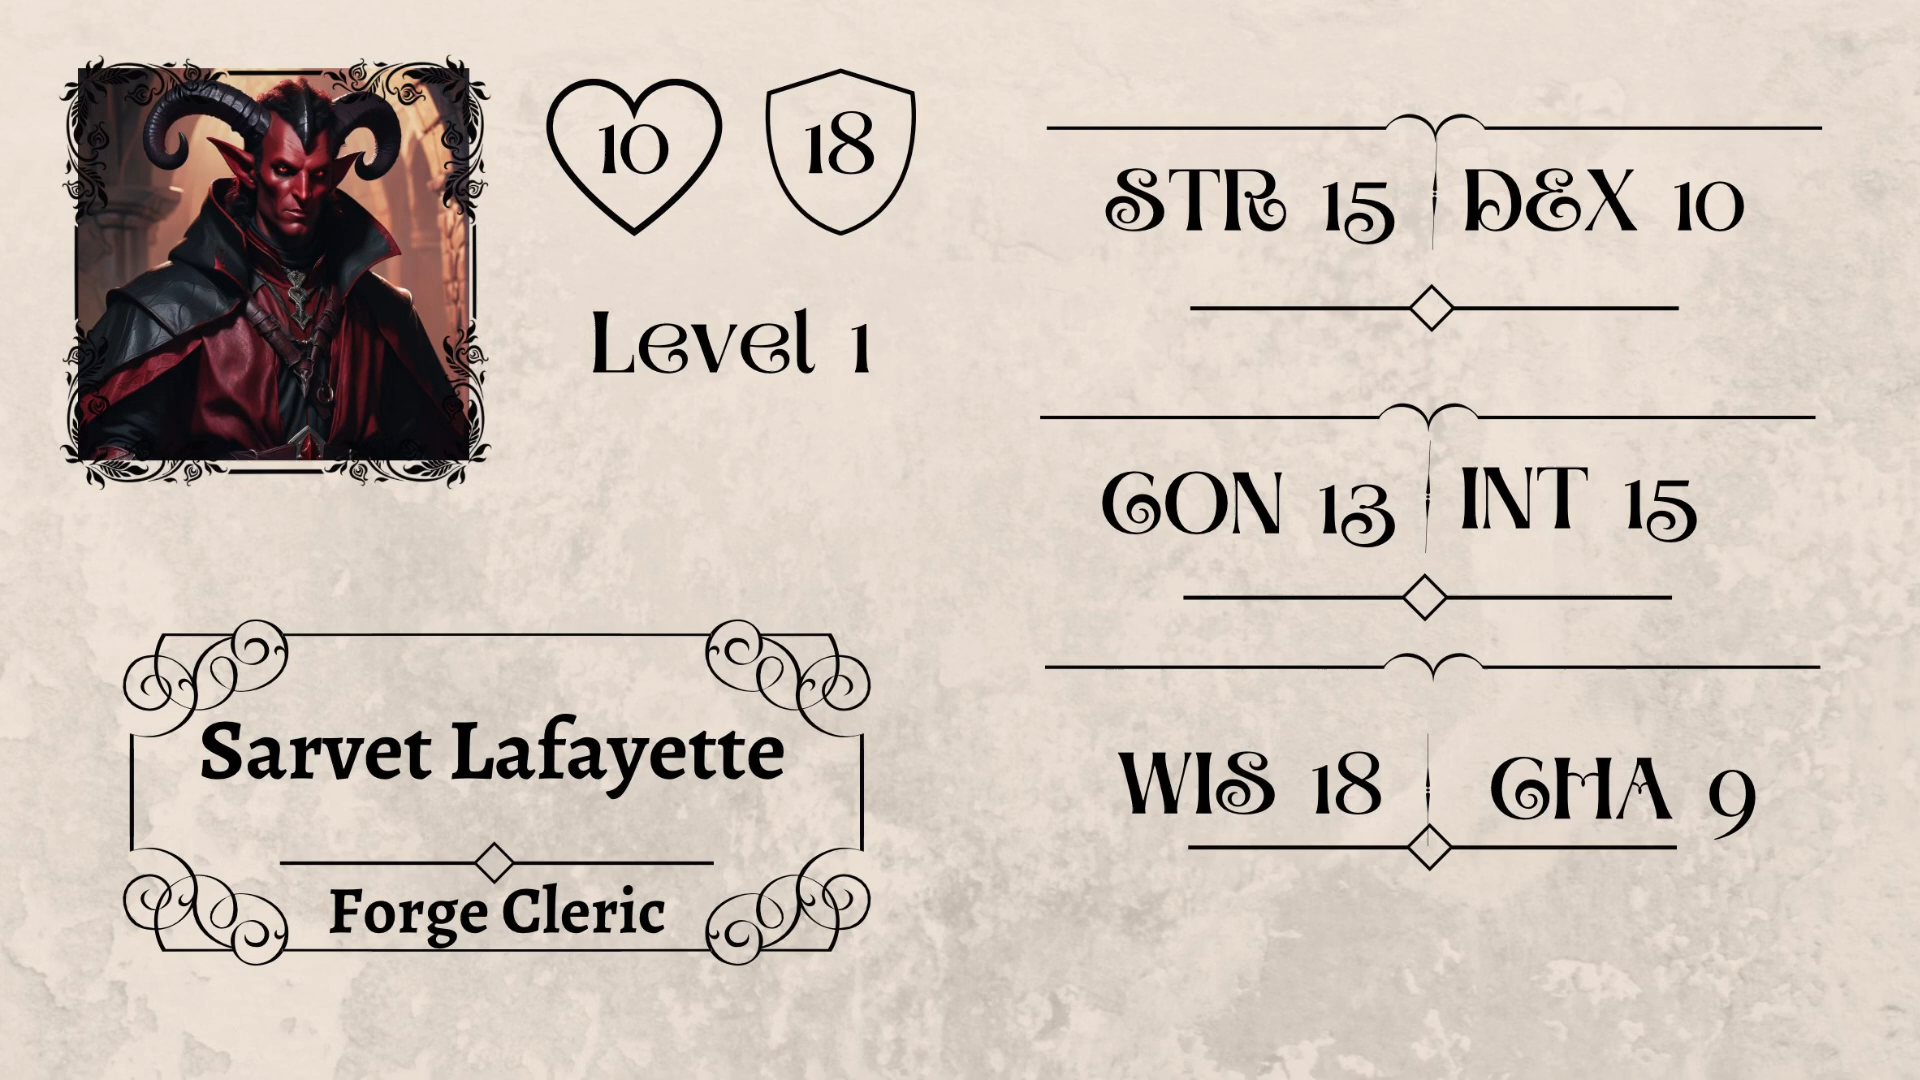 10
18
Level 1
Sarvet Lafayette
Forge Cleric
STR 15
DEX 10
CON 13
INT 15
WIS 18
CHA 9